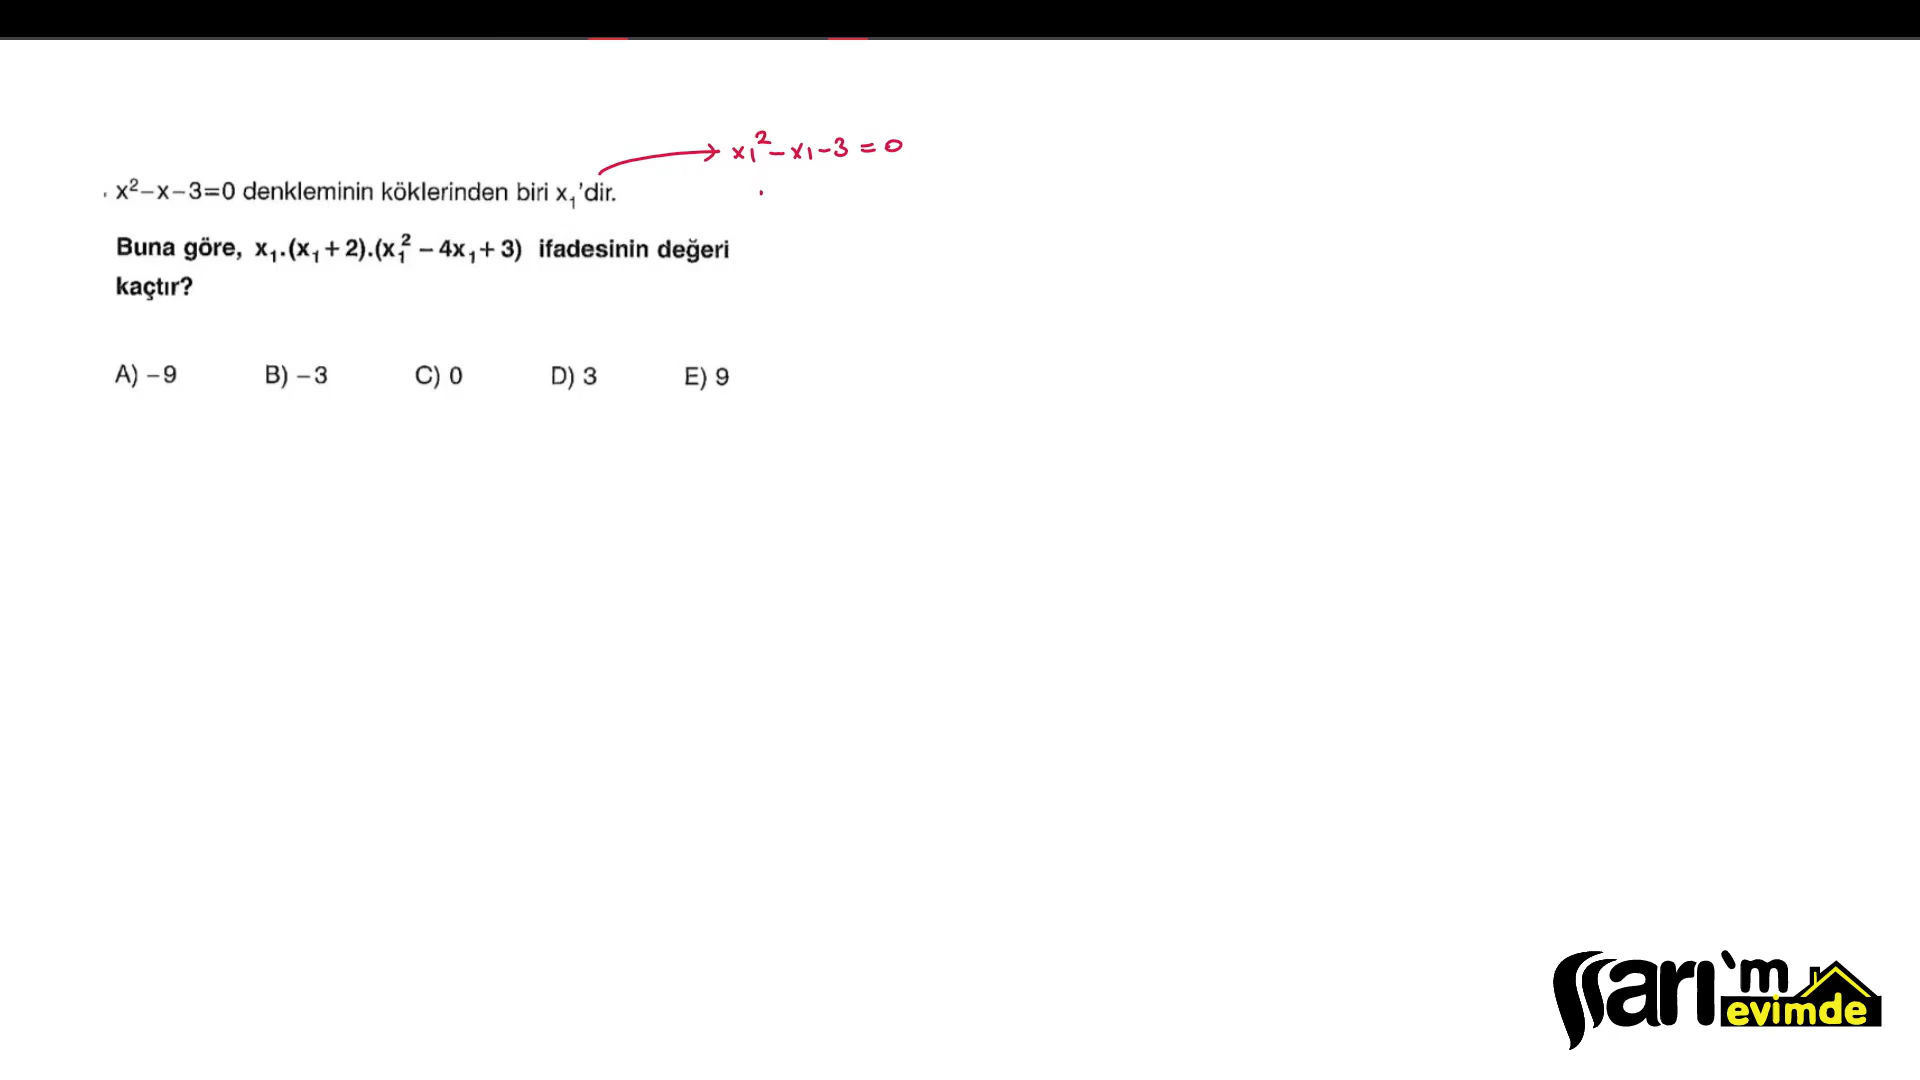 x₁² – x₁ – 3 = 0
x²–x–3=0 denkleminin köklerinden biri x₁'dir.
Buna göre, x₁.(x₁+2).(x₁² – 4x₁+3) ifadesinin değeri
kaçtır?
A) –9 B) –3 C) 0 D) 3 E) 9
sarı'm
evimde